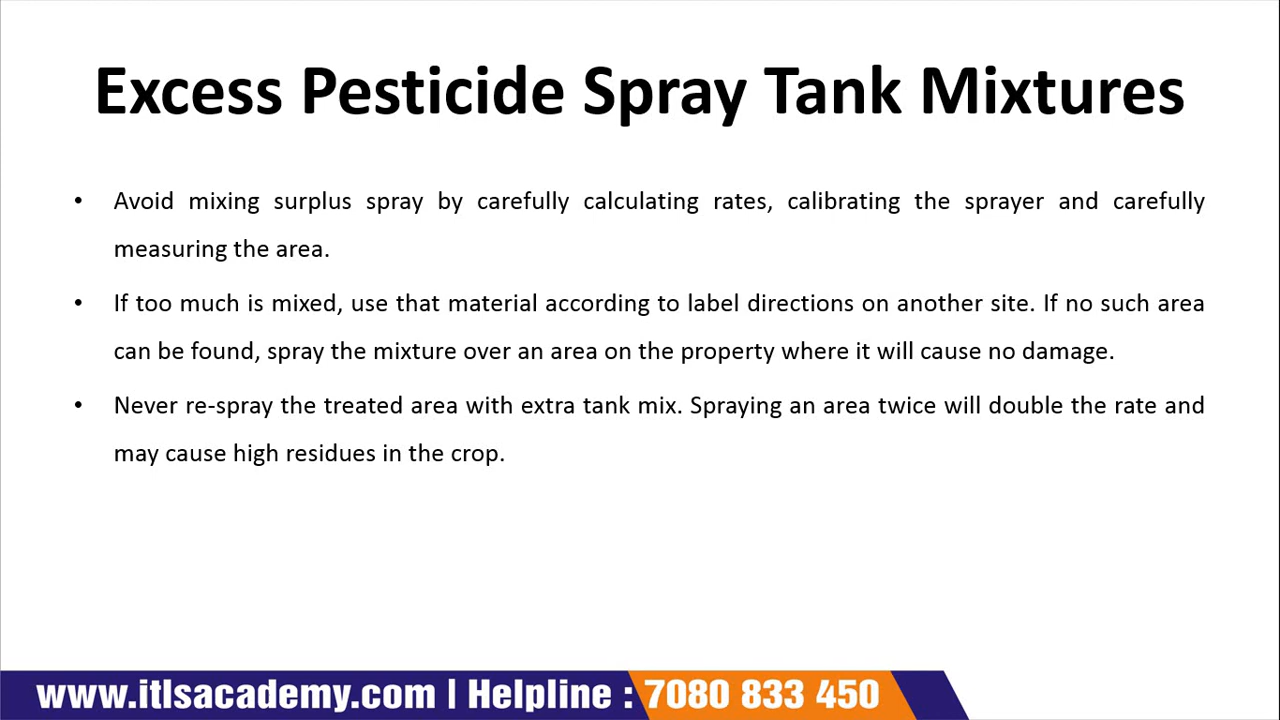 Excess Pesticide Spray Tank Mixtures
• Avoid mixing surplus spray by carefully calculating rates, calibrating the sprayer and carefully
measuring the area.
• If too much is mixed, use that material according to label directions on another site. If no such area
can be found, spray the mixture over an area on the property where it will cause no damage.
• Never re-spray the treated area with extra tank mix. Spraying an area twice will double the rate and
may cause high residues in the crop.
www.itlsacademy.com | Helpline : 7080 833 450